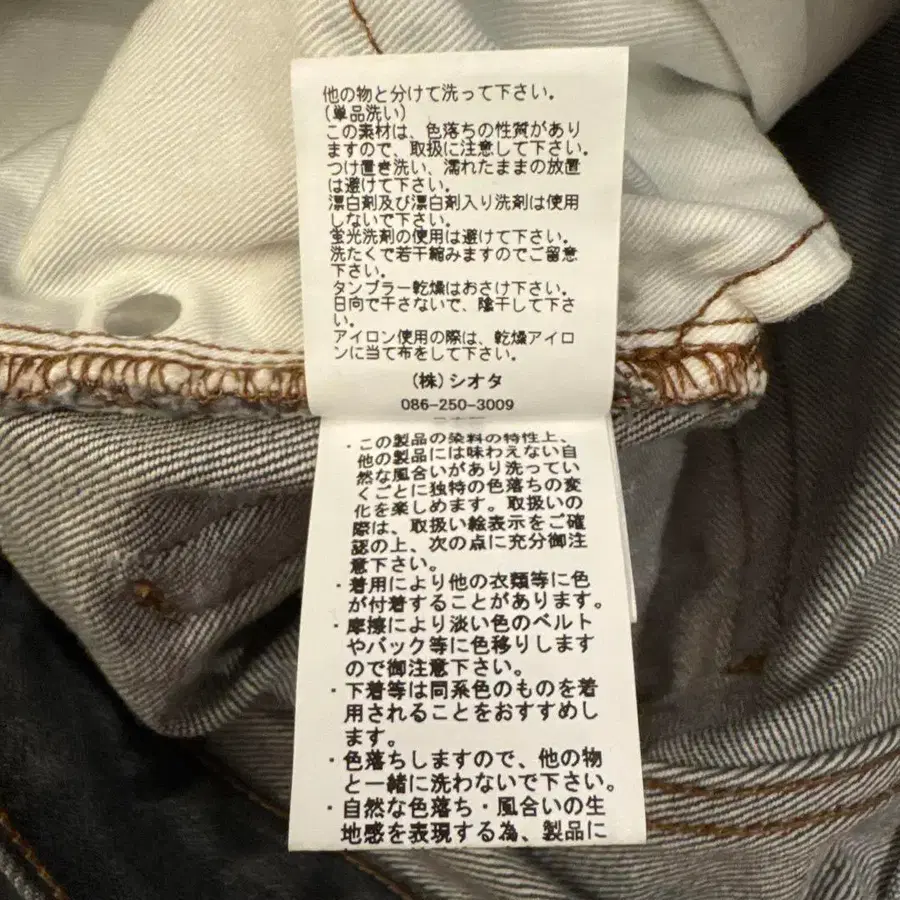 他の物と分けて洗って下さい。
(単品洗い)
この素材は、色落ちの性質があり
ますので、取扱に注意して下さい。
つけ置き洗い、濡れたままの放置
は避けて下さい。
漂白剤及び漂白剤入り洗剤は使用
しないで下さい。
蛍光洗剤の使用は避けて下さい。
洗たくで若干縮みますのでご留意
下さい。
タンブラー乾燥はおさけ下さい。
日向で干さないで、陰干して下さ
い。
アイロン使用の際は、乾燥アイロ
ンに当て布をして下さい。
(株)シオタ
086-250-3009
・この製品の染料の特性上、
他の製品には味わえない自
然な風合いがあり洗ってい
くごとに独特の色落ちの変
化を楽しめます。取扱いの
際は、取扱い絵表示をご確
認の上、次の点に充分御注
意下さい。
・着用により他の衣類等に色
が付着することがあります。
・摩擦により淡い色のベルト
やバック等に色移りします
ので御注意下さい。
・下着等は同系色のものを着
用されることをおすすめし
ます。
・色落ちしますので、他の物
と一緒に洗わないで下さい。
・自然な色落ち・風合いの生
地感を表現する為、製品に